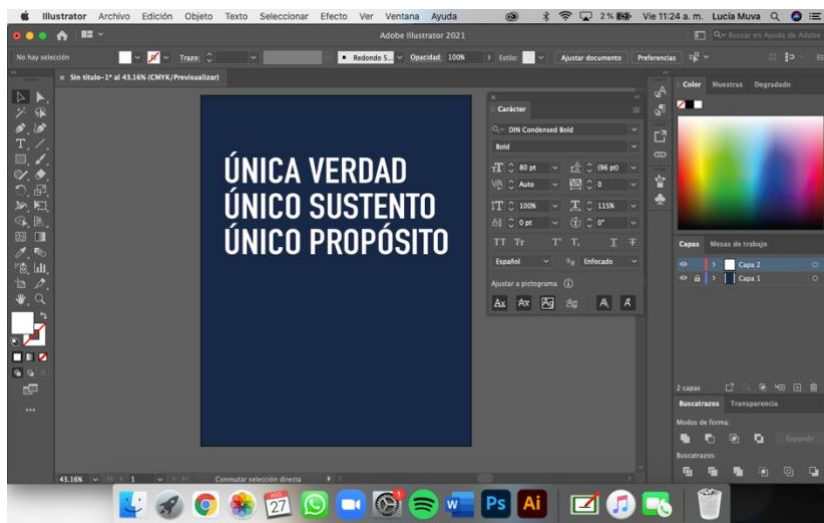 Illustrator Archivo Edición Objeto Texto Seleccionar Efecto Ver Ventana Ayuda 2 % Vie 11:24 a. m. Lucía Muva
Adobe Illustrator 2021
Buscar en Ayuda de Adobe
No hay selección
Trazo:
Redondo 5...
Opacidad: 100%
Estilo:
Ajustar documento
Preferencias
× Sin título-1* al 43.16% (CMYK/Previsualizar)
ÚNICA VERDAD
ÚNICO SUSTENTO
ÚNICO PROPÓSITO
Carácter
DIN Condensed Bold
Bold
80 pt (96 pt)
Auto 0
100% 115%
0 pt 0°
Español Enfocado
Ajustar a pictograma
Color Muestras Degradado
Capas Mesas de trabajo
Capa 2
Capa 1
2 capas
Buscatrazos Transparencia
Modos de forma:
Expandir
Buscatrazos:
43.16% 1 Conmutar selección directa
27
W
Ps
Ai